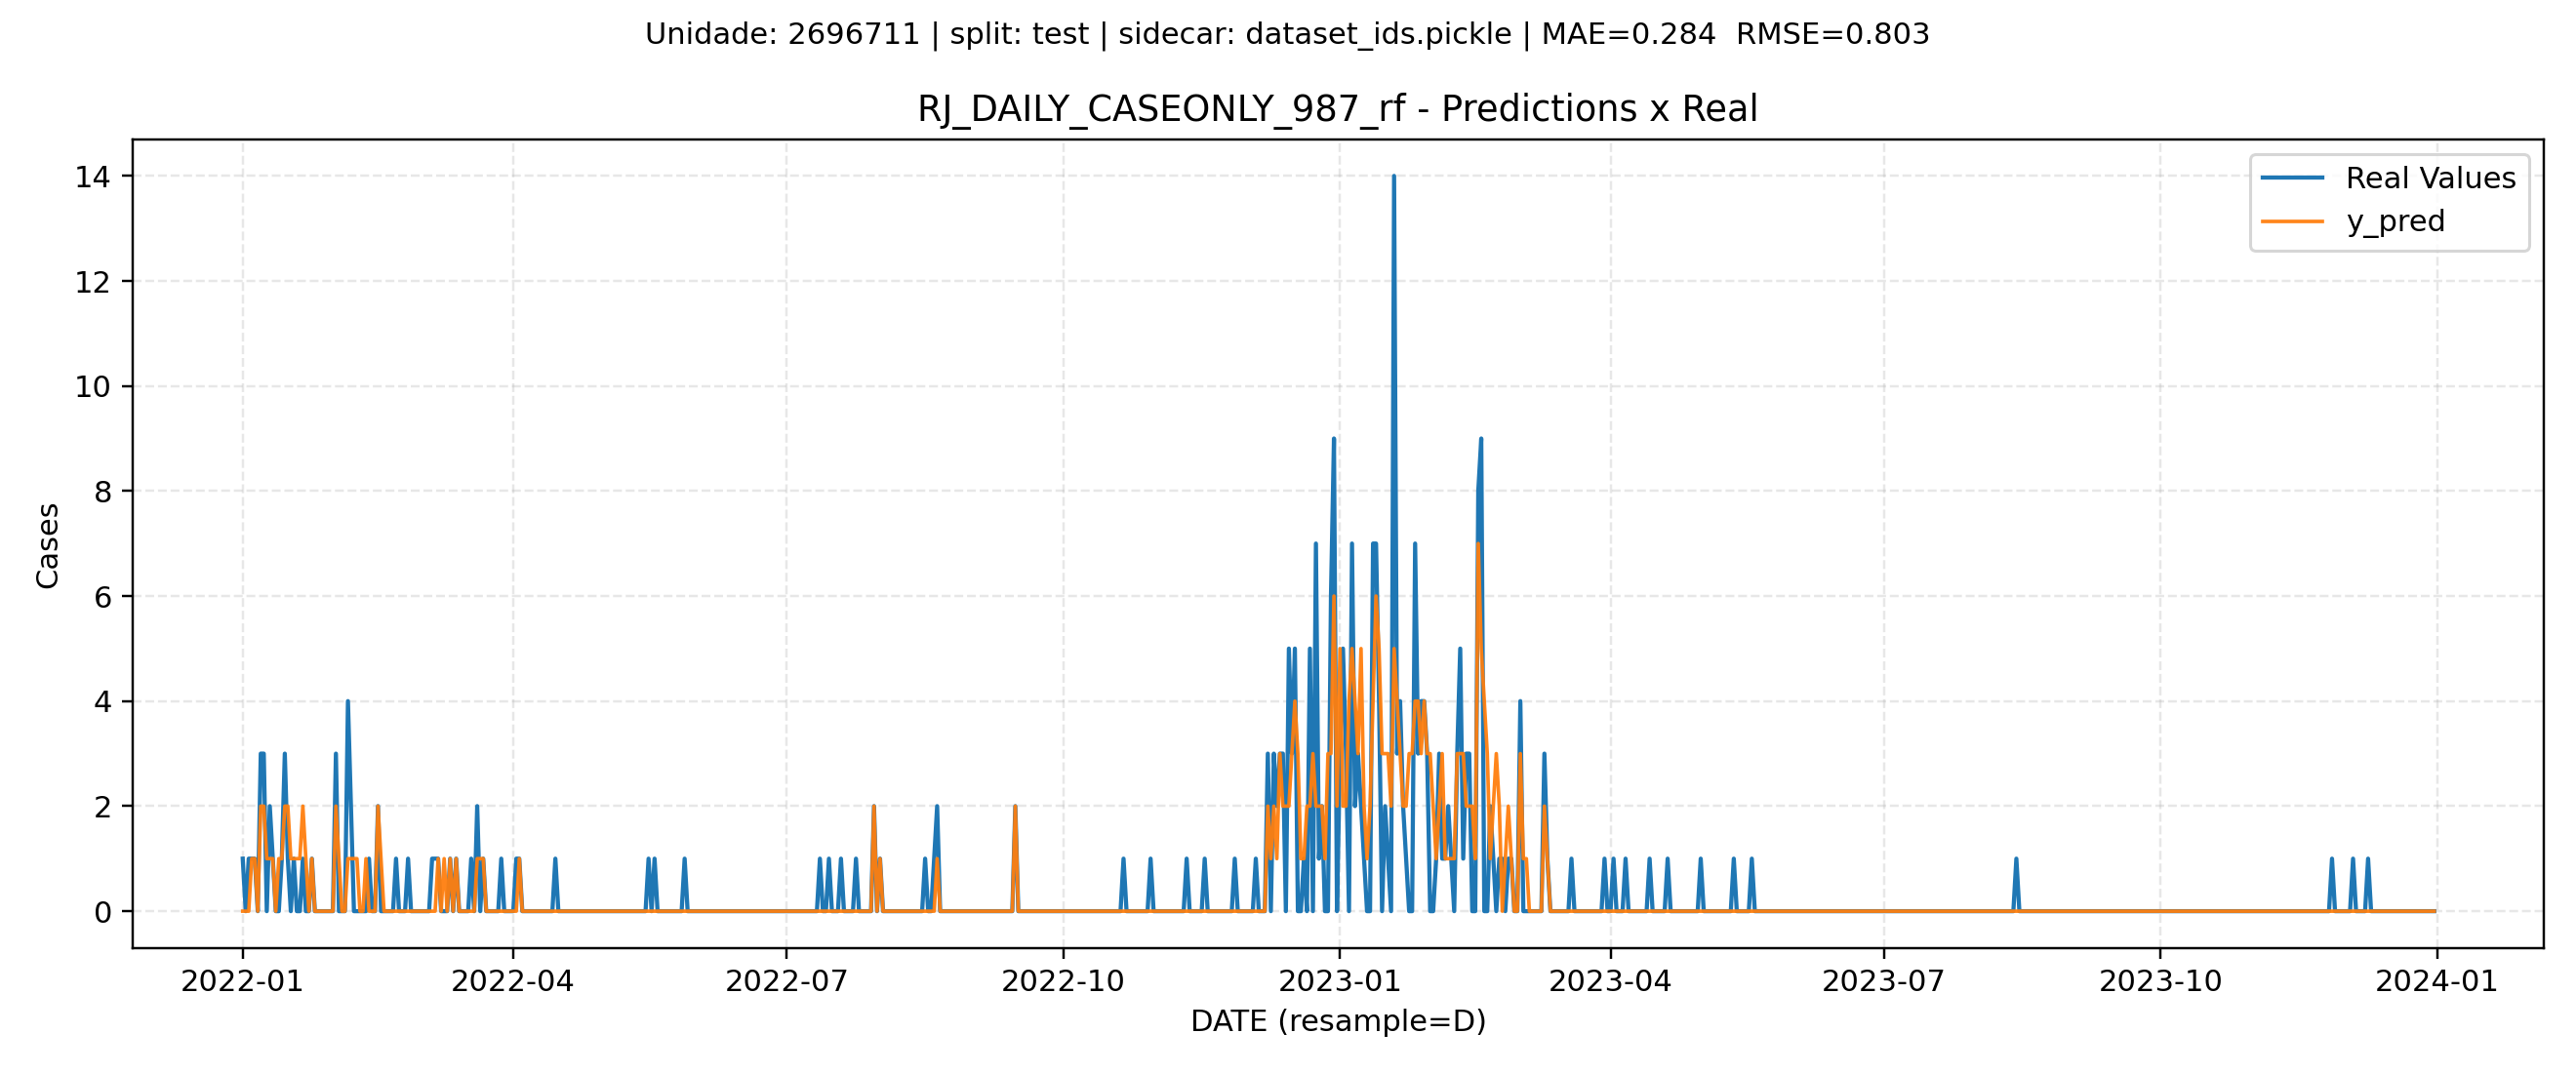 Unidade: 2696711 | split: test | sidecar: dataset_ids.pickle | MAE=0.284  RMSE=0.803
RJ_DAILY_CASEONLY_987_rf - Predictions x Real
Real Values
y_pred
14
12
10
8
6
4
2
0
Cases
2022-01
2022-04
2022-07
2022-10
2023-01
2023-04
2023-07
2023-10
2024-01
DATE (resample=D)